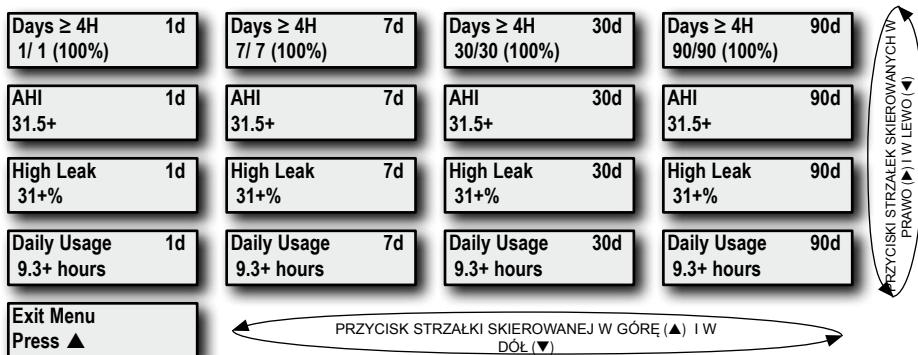 Days ≥ 4H 1d
1/ 1 (100%)
Days ≥ 4H 7d
7/ 7 (100%)
Days ≥ 4H 30d
30/30 (100%)
Days ≥ 4H 90d
90/90 (100%)
AHI 1d
31.5+
AHI 7d
31.5+
AHI 30d
31.5+
AHI 90d
31.5+
High Leak 1d
31+%
High Leak 7d
31+%
High Leak 30d
31+%
High Leak 90d
31+%
Daily Usage 1d
9.3+ hours
Daily Usage 7d
9.3+ hours
Daily Usage 30d
9.3+ hours
Daily Usage 90d
9.3+ hours
Exit Menu
Press ▲
PRZYCISK STRZAŁKI SKIEROWANEJ W GÓRĘ (▲) I W
DÓŁ (▼)
PRZYCISKI STRZAŁEK SKIEROWANYCH W
PRAWO (▶) I W LEWO (◀)